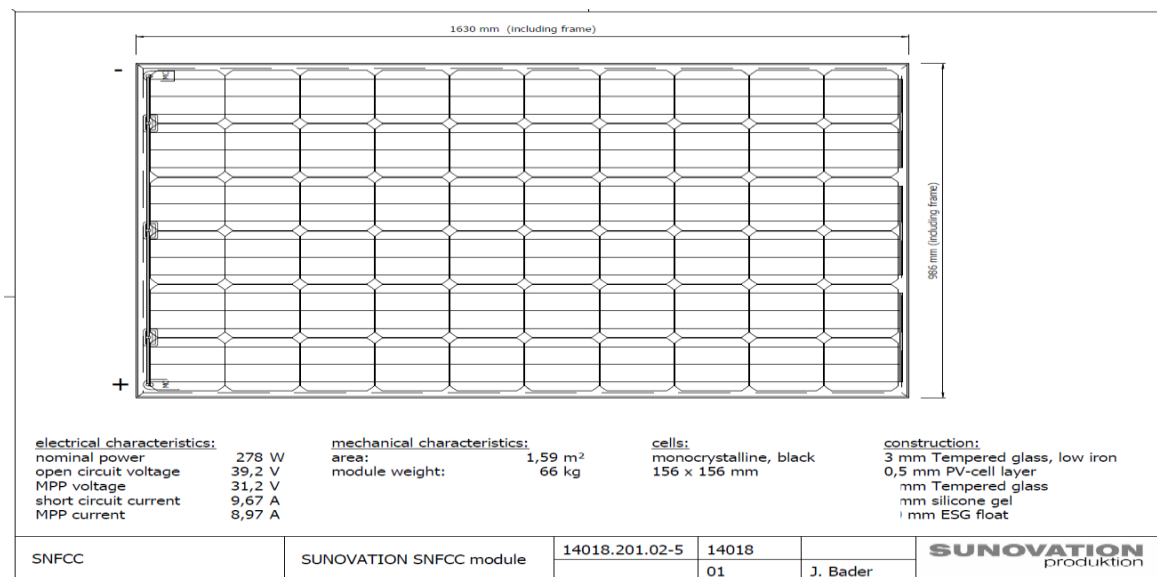 1630 mm (including frame)
-
MC
986 mm (including frame)
+
MC
electrical characteristics:
nominal power 278 W
open circuit voltage 39,2 V
MPP voltage 31,2 V
short circuit current 9,67 A
MPP current 8,97 A
mechanical characteristics:
area: 1,59 m²
module weight: 66 kg
cells:
monocrystalline, black
156 x 156 mm
construction:
3 mm Tempered glass, low iron
0,5 mm PV-cell layer
mm Tempered glass
mm silicone gel
mm ESG float
SNFCC
SUNOVATION SNFCC module
14018.201.02-5
14018
01
J. Bader
SUNOVATION
produktion